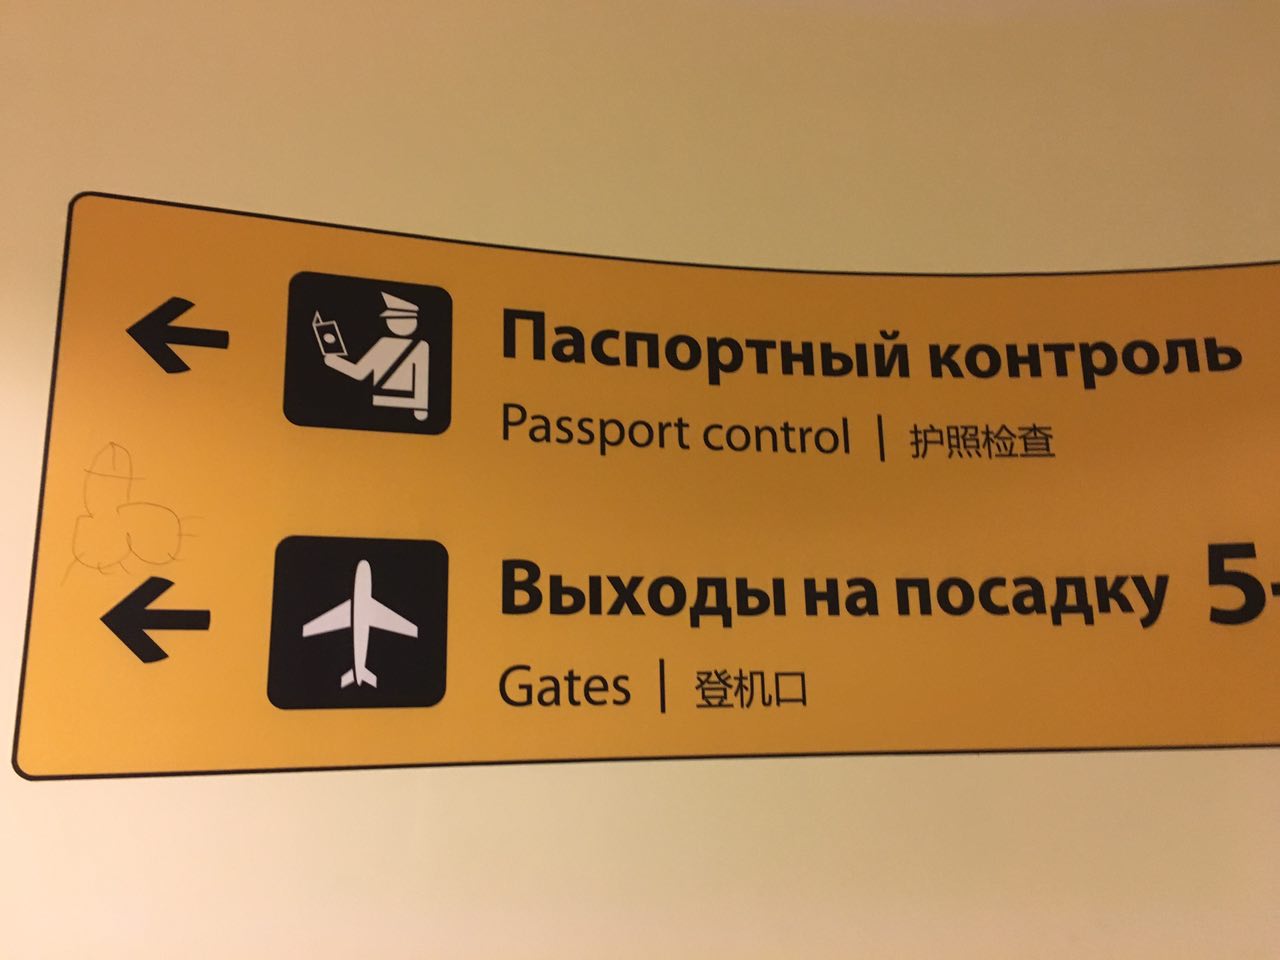 Паспортный контроль
Passport control | 护照检查
Выходы на посадку 5-
Gates | 登机口